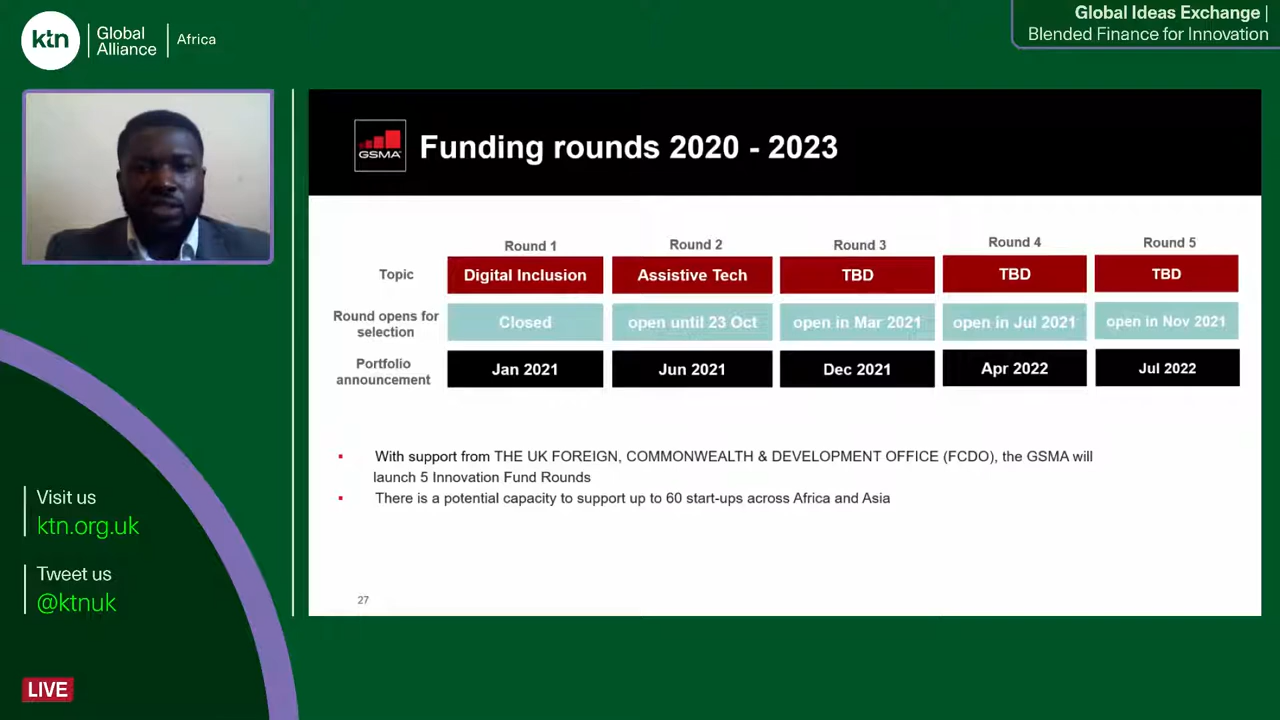 ktn
Global
Alliance
Africa
Global Ideas Exchange |
Blended Finance for Innovation
GSMA
Funding rounds 2020 - 2023
Round 1 Round 2 Round 3 Round 4 Round 5
Topic Digital Inclusion Assistive Tech TBD TBD TBD
Round opens for
selection
Closed open until 23 Oct open in Mar 2021 open in Jul 2021 open in Nov 2021
Portfolio
announcement
Jan 2021 Jun 2021 Dec 2021 Apr 2022 Jul 2022
With support from THE UK FOREIGN, COMMONWEALTH & DEVELOPMENT OFFICE (FCDO), the GSMA will
launch 5 Innovation Fund Rounds
There is a potential capacity to support up to 60 start-ups across Africa and Asia
27
Visit us
ktn.org.uk
Tweet us
@ktnuk
LIVE